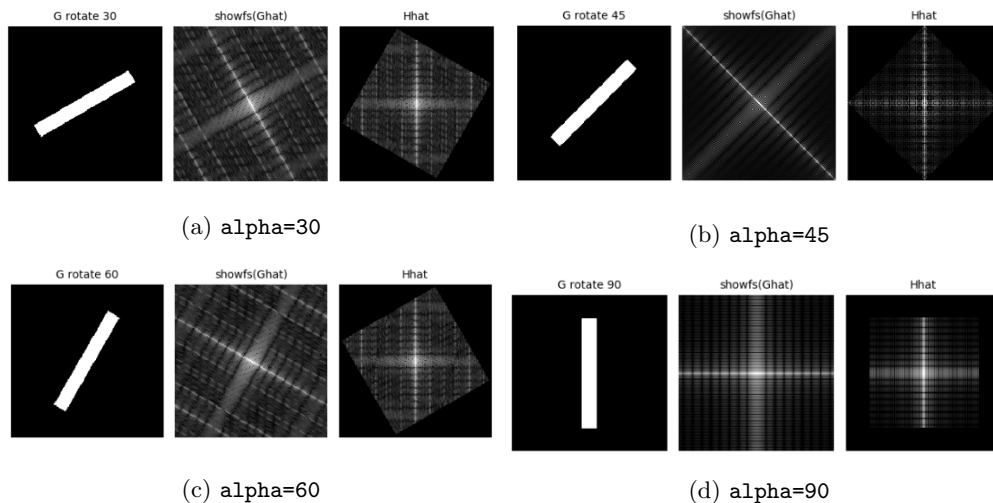 G rotate 30 showfs(Ghat) Hhat
G rotate 45 showfs(Ghat) Hhat
(a) alpha=30
(b) alpha=45
G rotate 60 showfs(Ghat) Hhat
G rotate 90 showfs(Ghat) Hhat
(c) alpha=60
(d) alpha=90